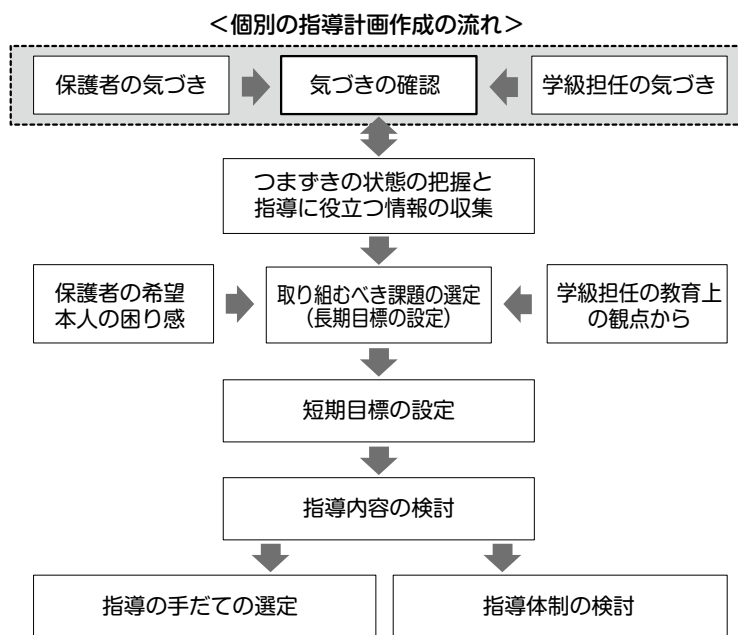 ＜個別の指導計画作成の流れ＞
保護者の気づき
気づきの確認
学級担任の気づき
つまずきの状態の把握と
指導に役立つ情報の収集
保護者の希望
本人の困り感
取り組むべき課題の選定
（長期目標の設定）
学級担任の教育上
の観点から
短期目標の設定
指導内容の検討
指導の手だての選定
指導体制の検討